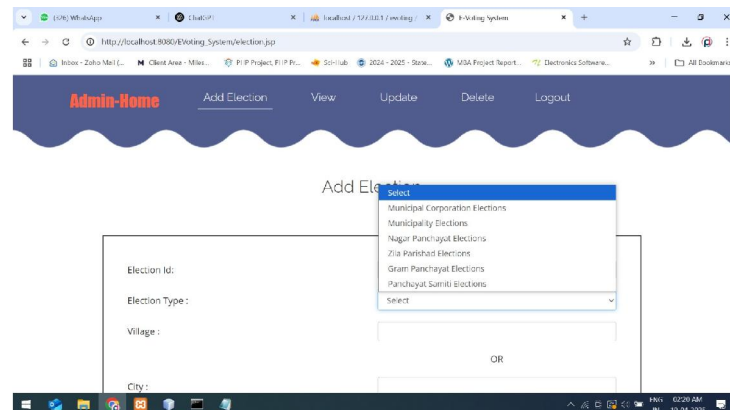 (326) WhatsApp
ChatGPT
localhost / 127.0.0.1 / evoting /
E-Voting System
http://localhost:8080/EVoting_System/election.jsp
Inbox - Zoho Mail (...
Client Area - Miles...
PHP Project, PHP Pr...
Sci-Hub
2024 - 2025 - State...
MBA Project Report...
Electronics Software...
All Bookmarks
Admin-Home
Add Election
View
Update
Delete
Logout
Add Election
Select
Municipal Corporation Elections
Municipality Elections
Nagar Panchayat Elections
Zila Parishad Elections
Gram Panchayat Elections
Panchayat Samiti Elections
Election Id:
Election Type :
Select
Village :
OR
City :
ENG
IN
02:20 AM